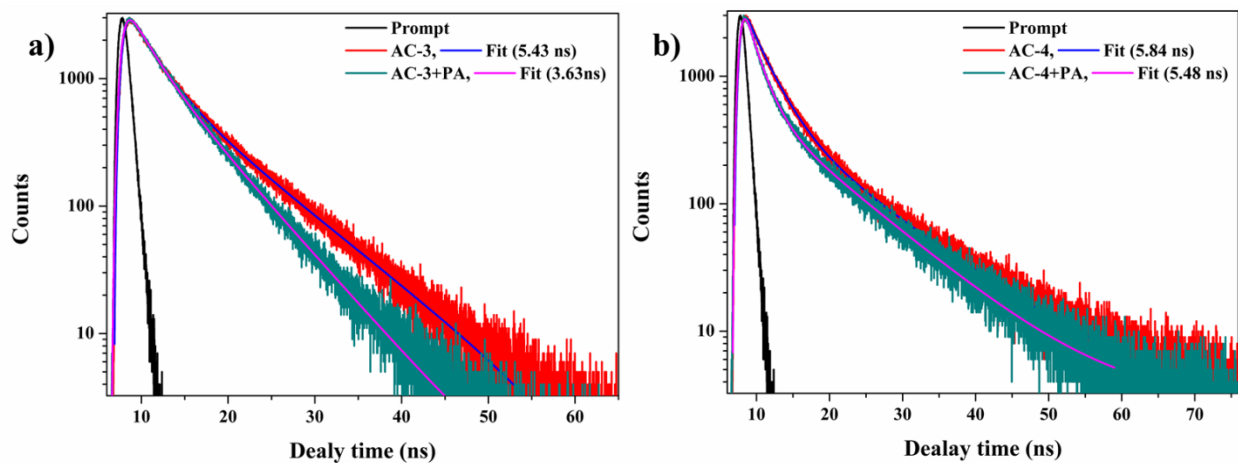 a)
Prompt
AC-3, Fit (5.43 ns)
AC-3+PA, Fit (3.63ns)
1000
100
10
Counts
10 20 30 40 50 60
Dealy time (ns)
b)
Prompt
AC-4, Fit (5.84 ns)
AC-4+PA, Fit (5.48 ns)
1000
100
10
Counts
10 20 30 40 50 60 70
Dealay time (ns)